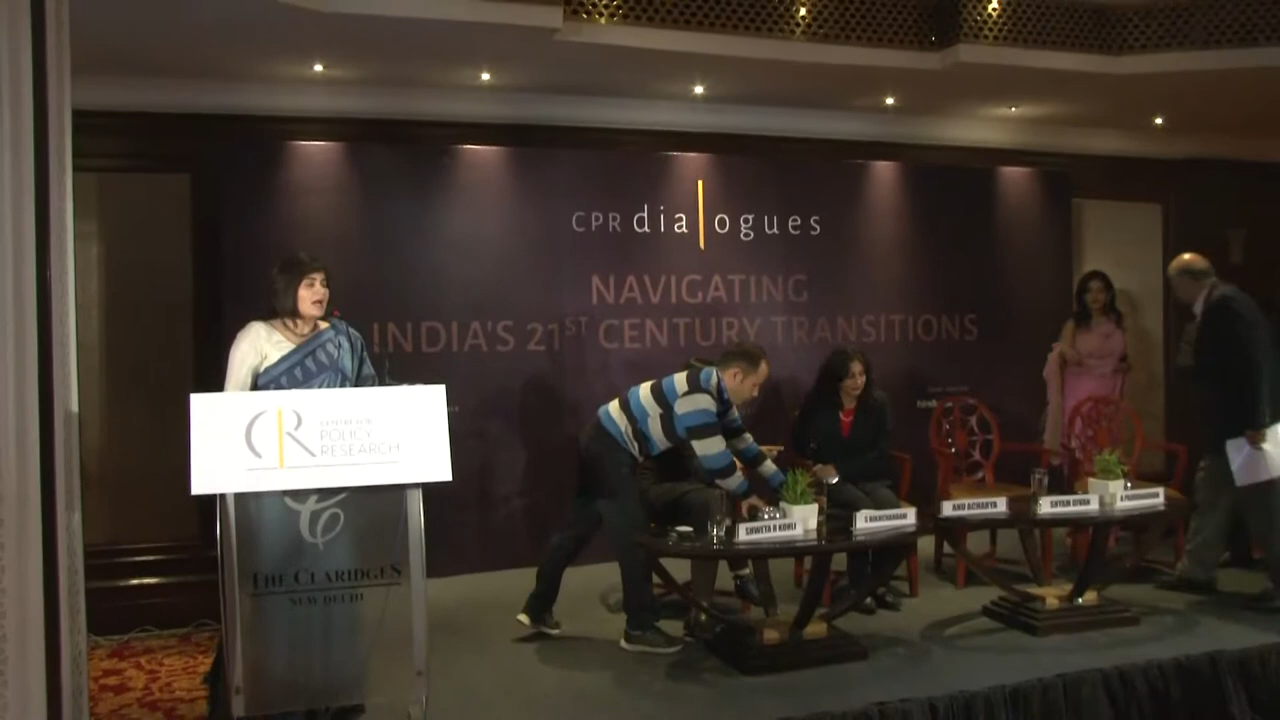 CPR dialogues
NAVIGATING
INDIA'S 21ST CENTURY TRANSITIONS
CPR
CENTRE FOR
POLICY
RESEARCH
THE CLARIDGES
NEW DELHI
SHWETA R KOHLI
ANU ACHARYA
SHYAM DIVAN